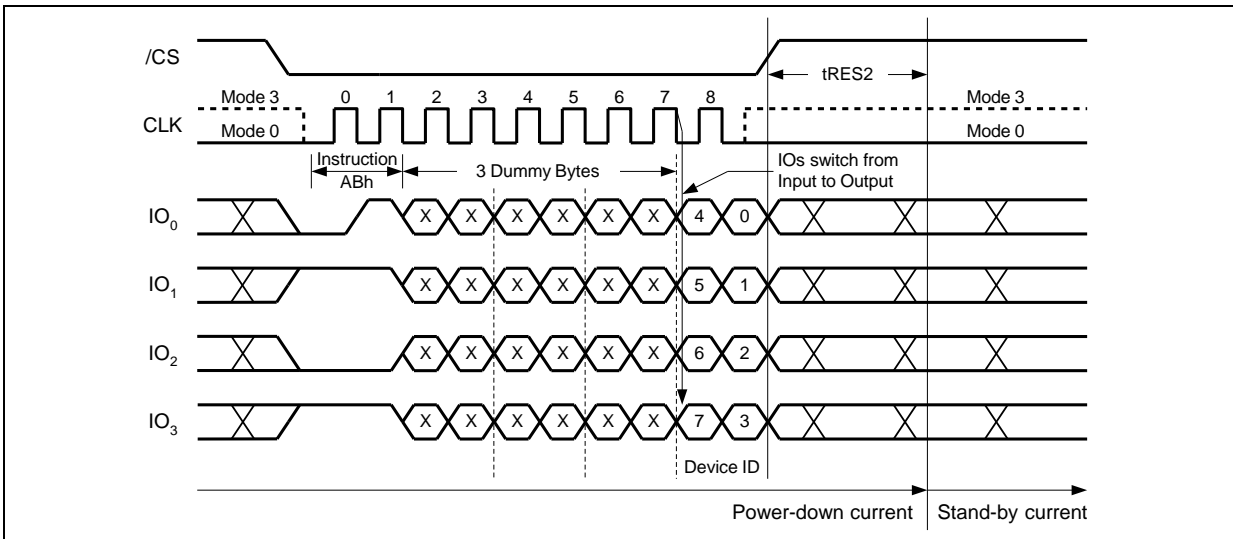 /CS
tRES2
Mode 3 0 1 2 3 4 5 6 7 8 Mode 3
CLK
Mode 0 Mode 0
Instruction
ABh
3 Dummy Bytes
IOs switch from
Input to Output
IO0 X X X X X X 4 0
IO1 X X X X X X 5 1
IO2 X X X X X X 6 2
IO3 X X X X X X 7 3
Device ID
Power-down current Stand-by current